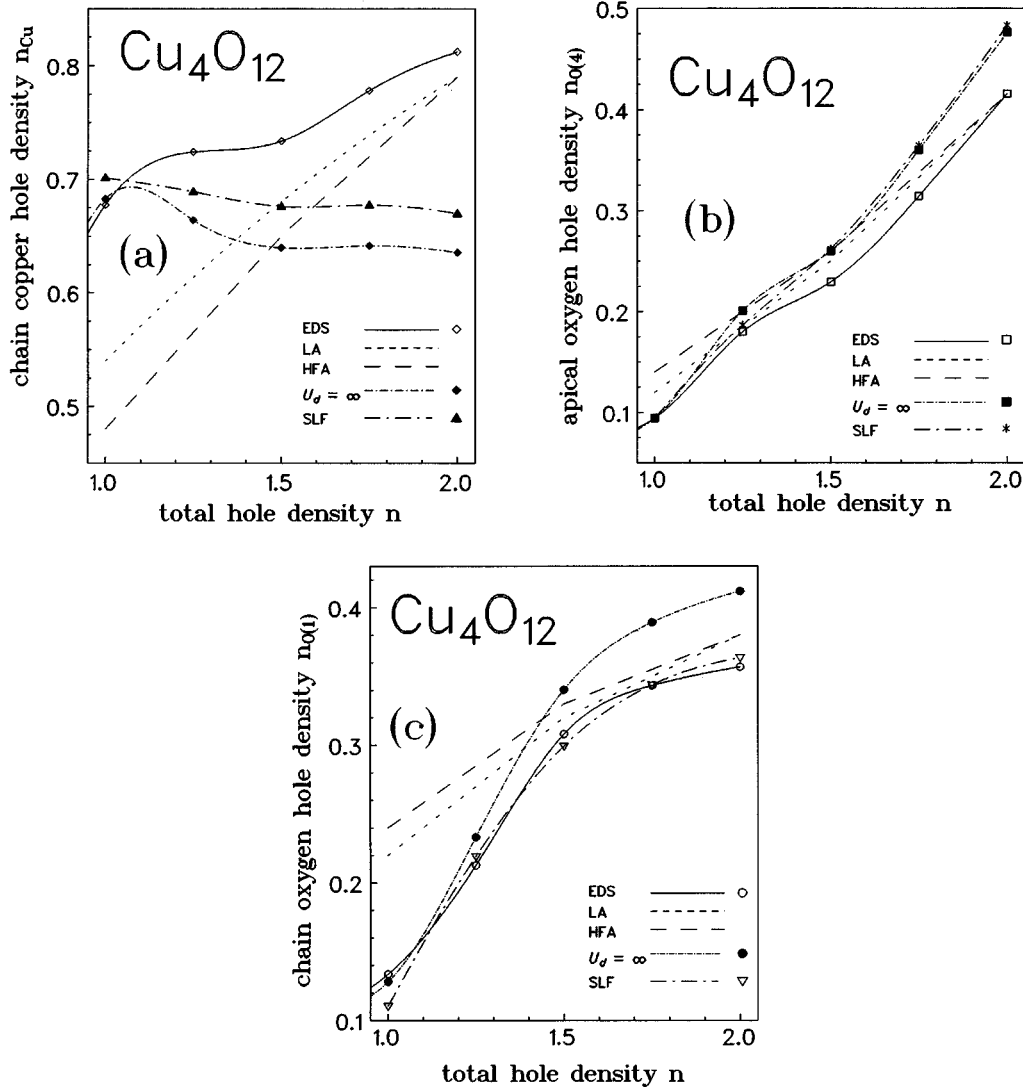 Cu4O12
(a)
chain copper hole density nCu
0.8
0.7
0.6
0.5
EDS
LA
HFA
Ud = ∞
SLF
1.0 1.5 2.0
total hole density n
Cu4O12
(b)
apical oxygen hole density nO(4)
0.5
0.4
0.3
0.2
0.1
EDS
LA
HFA
Ud = ∞
SLF
1.0 1.5 2.0
total hole density n
Cu4O12
(c)
chain oxygen hole density nO(1)
0.4
0.3
0.2
0.1
EDS
LA
HFA
Ud = ∞
SLF
1.0 1.5 2.0
total hole density n